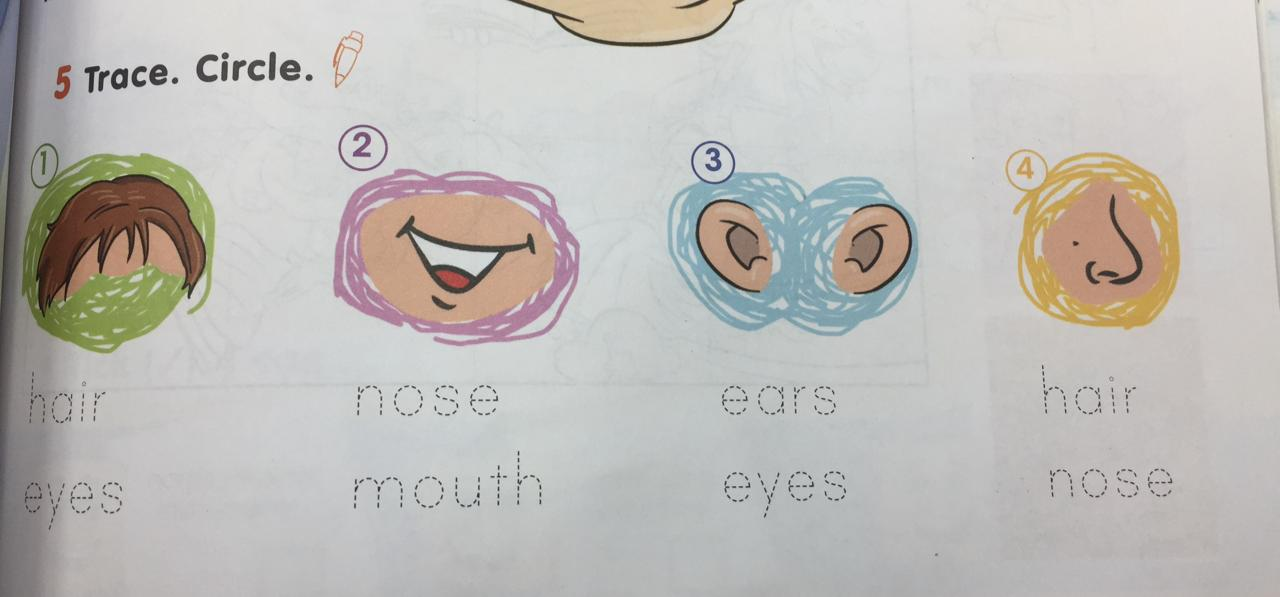 5 Trace. Circle.
1
hair
eyes
2
nose
mouth
3
ears
eyes
4
hair
nose